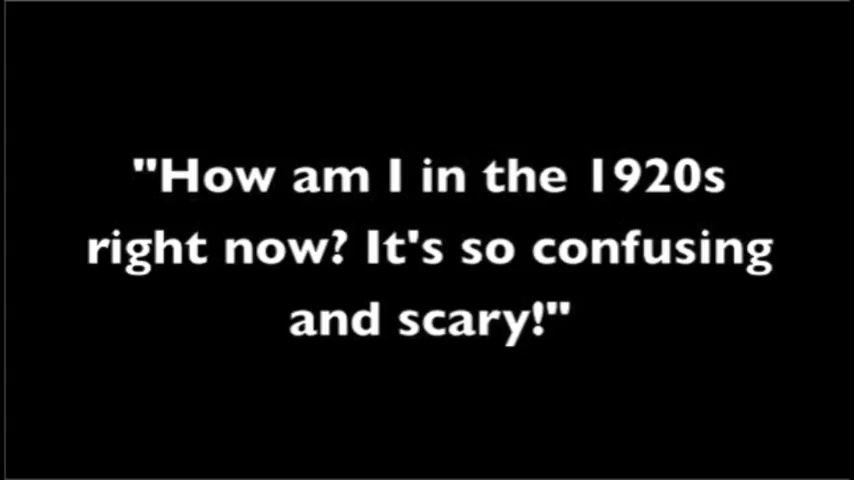 "How am I in the 1920s
right now? It's so confusing
and scary!"